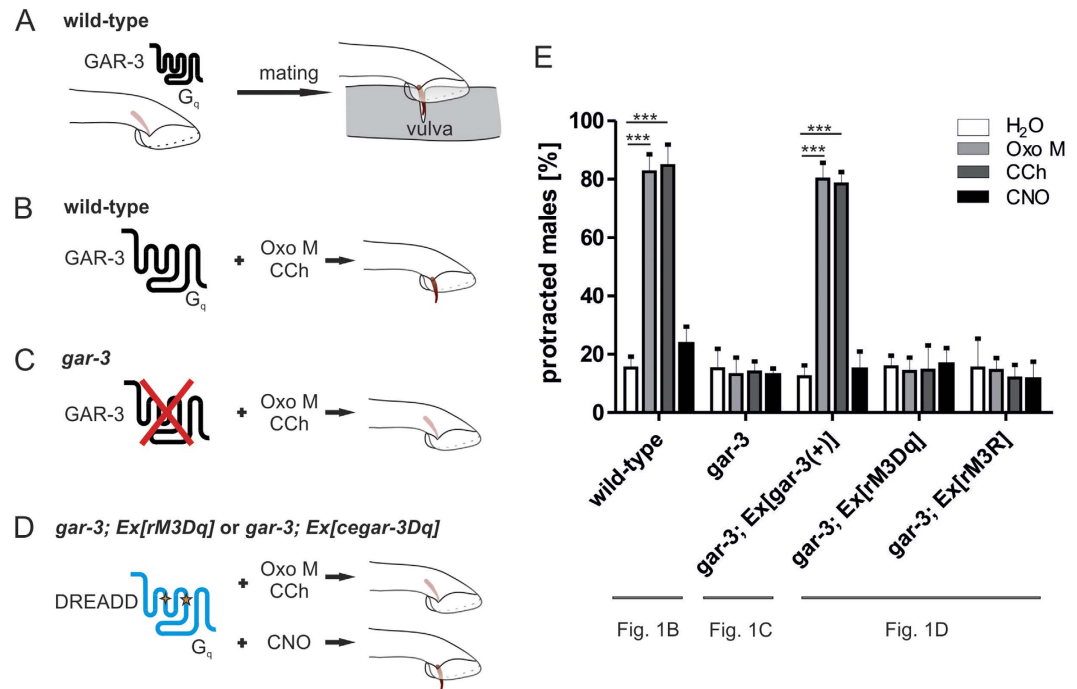 A
wild-type
GAR-3
Gq
mating
vulva
B
wild-type
GAR-3
Gq
+
Oxo M
CCh
C
gar-3
GAR-3
+
Oxo M
CCh
D
gar-3; Ex[rM3Dq] or gar-3; Ex[cegar-3Dq]
DREADD
Gq
+
Oxo M
CCh
+
CNO
E
protracted males [%]
100
80
60
40
20
0
***
***
***
***
H2O
Oxo M
CCh
CNO
wild-type
gar-3
gar-3; Ex[gar-3(+)]
gar-3; Ex[rM3Dq]
gar-3; Ex[rM3R]
Fig. 1B
Fig. 1C
Fig. 1D